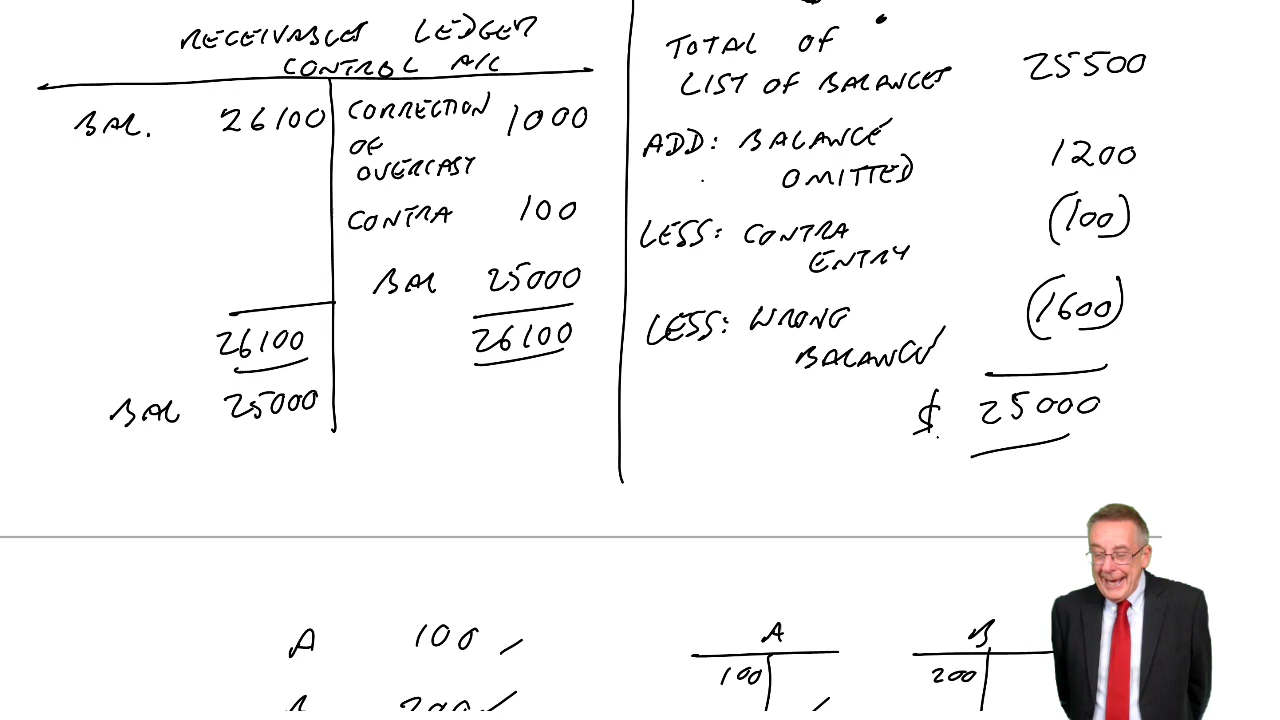 RECEIVABLES LEDGER
CONTROL A/C
BAL. 26100
CORRECTION 1000
OF
OVERCAST
CONTRA 100
BAL 25000
26100 26100
BAL 25000
TOTAL OF
LIST OF BALANCES 25500
ADD: BALANCE
OMITTED 1200
LESS: CONTRA (100)
ENTRY
LESS: WRONG (1600)
BALANCE
$ 25000
A 100
B 200
A
100
B
200